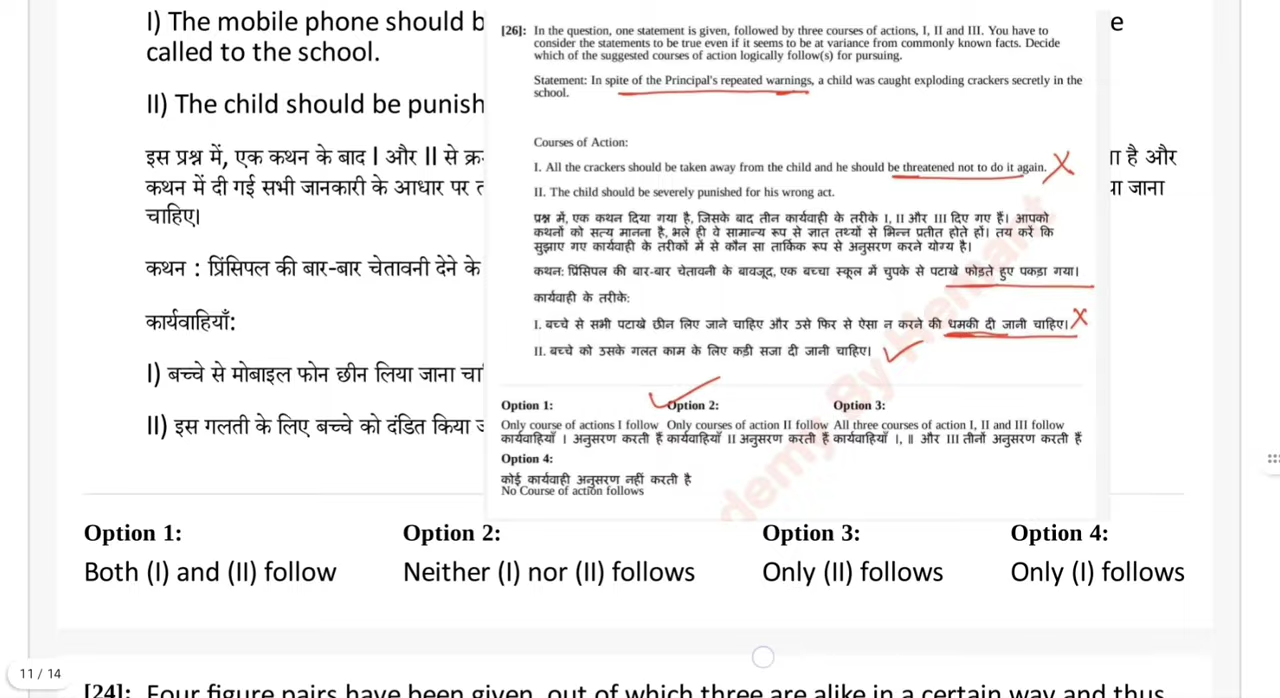 I) The mobile phone should b
e
called to the school.
II) The child should be punish
इस प्रश्न में, एक कथन के बाद I और II से क्र
ा है और
कथन में दी गई सभी जानकारी के आधार पर त
ा जाना
चाहिए।
कथन : प्रिंसिपल की बार-बार चेतावनी देने के
कार्यवाहियाँ:
I) बच्चे से मोबाइल फोन छीन लिया जाना चा
II) इस गलती के लिए बच्चे को दंडित किया ज
[26]: In the question, one statement is given, followed by three courses of actions, I, II and III. You have to
consider the statements to be true even if it seems to be at variance from commonly known facts. Decide
which of the suggested courses of action logically follow(s) for pursuing.
Statement: In spite of the Principal's repeated warnings, a child was caught exploding crackers secretly in the
school.
Courses of Action:
I. All the crackers should be taken away from the child and he should be threatened not to do it again.
II. The child should be severely punished for his wrong act.
प्रश्न में, एक कथन दिया गया है, जिसके बाद तीन कार्यवाही के तरीके I, II और III दिए गए हैं। आपको
कथनों को सत्य मानना है, भले ही वे सामान्य रूप से ज्ञात तथ्यों से भिन्न प्रतीत होते हों। तय करें कि
सुझाए गए कार्यवाही के तरीकों में से कौन सा तार्किक रूप से अनुसरण करने योग्य है।
कथन: प्रिंसिपल की बार-बार चेतावनी के बावजूद, एक बच्चा स्कूल में चुपके से पटाखे फोड़ते हुए पकड़ा गया।
कार्यवाही के तरीके:
I. बच्चे से सभी पटाखे छीन लिए जाने चाहिए और उसे फिर से ऐसा न करने की धमकी दी जानी चाहिए।
II. बच्चे को उसके गलत काम के लिए कड़ी सजा दी जानी चाहिए।
Option 1: Option 2: Option 3:
Only course of actions I follow Only courses of action II follow All three courses of action I, II and III follow
कार्यवाहियाँ I अनुसरण करती हैं कार्यवाहियाँ II अनुसरण करती हैं कार्यवाहियाँ I, II और III तीनों अनुसरण करती हैं
Option 4:
कोई कार्यवाही अनुसरण नहीं करती है
No Course of action follows
demy By Hemant
Option 1: Option 2: Option 3: Option 4:
Both (I) and (II) follow Neither (I) nor (II) follows Only (II) follows Only (I) follows
11 / 14
[24]: Four figure pairs have been given, out of which three are alike in a certain way and thus